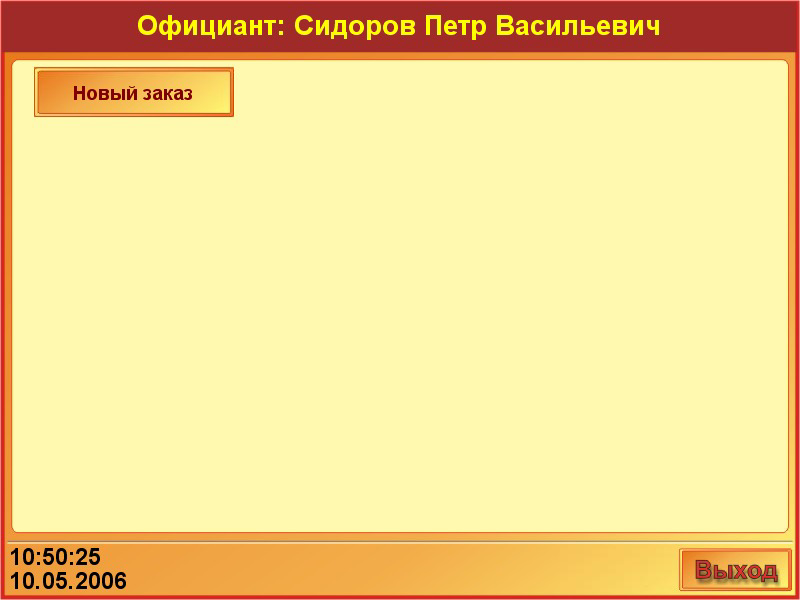 Официант: Сидоров Петр Васильевич
Новый заказ
10:50:25
10.05.2006
Выход